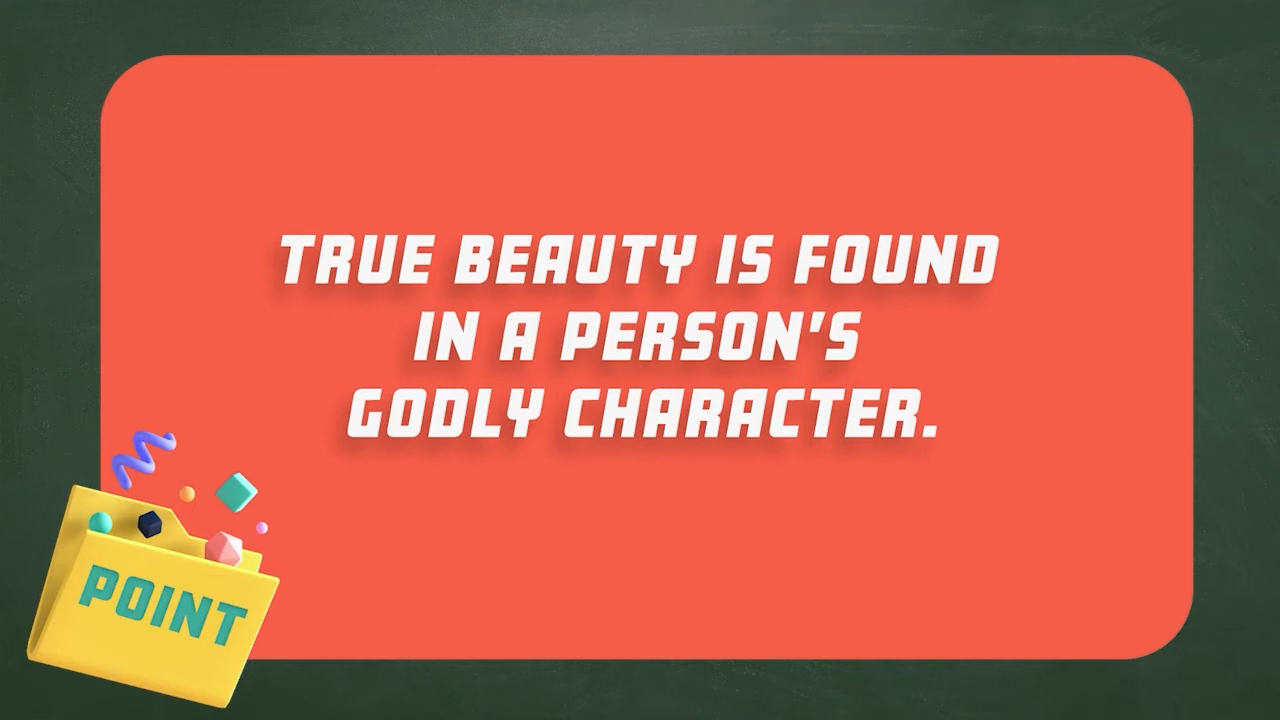 TRUE BEAUTY IS FOUND
IN A PERSON'S
GODLY CHARACTER.
POINT